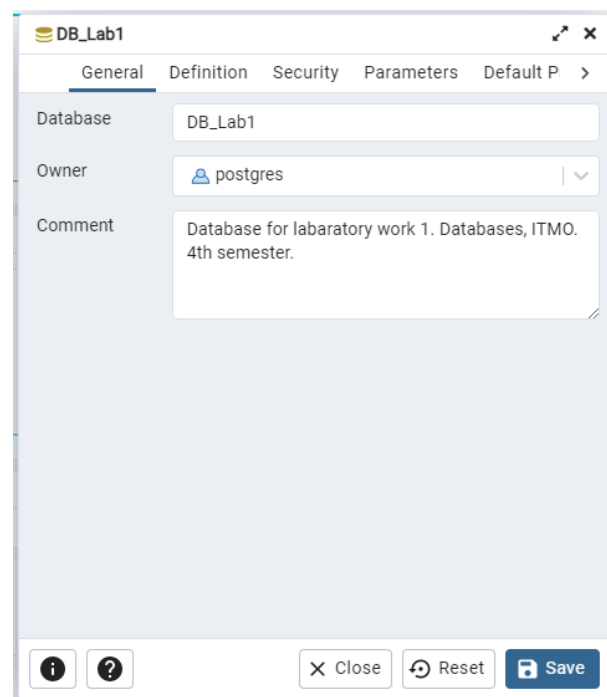 DB_Lab1
General Definition Security Parameters Default P
Database DB_Lab1
Owner postgres
Comment Database for labaratory work 1. Databases, ITMO.
4th semester.
Close Reset Save